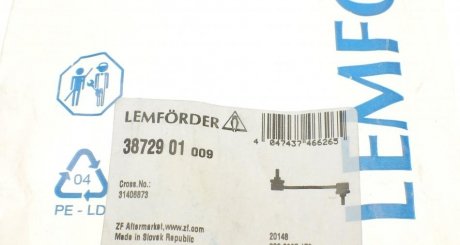 LEMFÖRDER
38729 01 009
4 047437 466265
Cross.No.:
31406673
ZF Aftermarket,www.zf.com
Made in Slovak Republic
20148
04
PE - LD
LEMFÖ